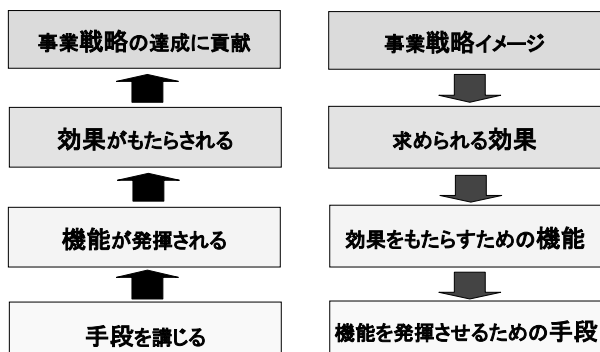 事業戦略の達成に貢献
効果がもたらされる
機能が発揮される
手段を講じる
事業戦略イメージ
求められる効果
効果をもたらすための機能
機能を発揮させるための手段